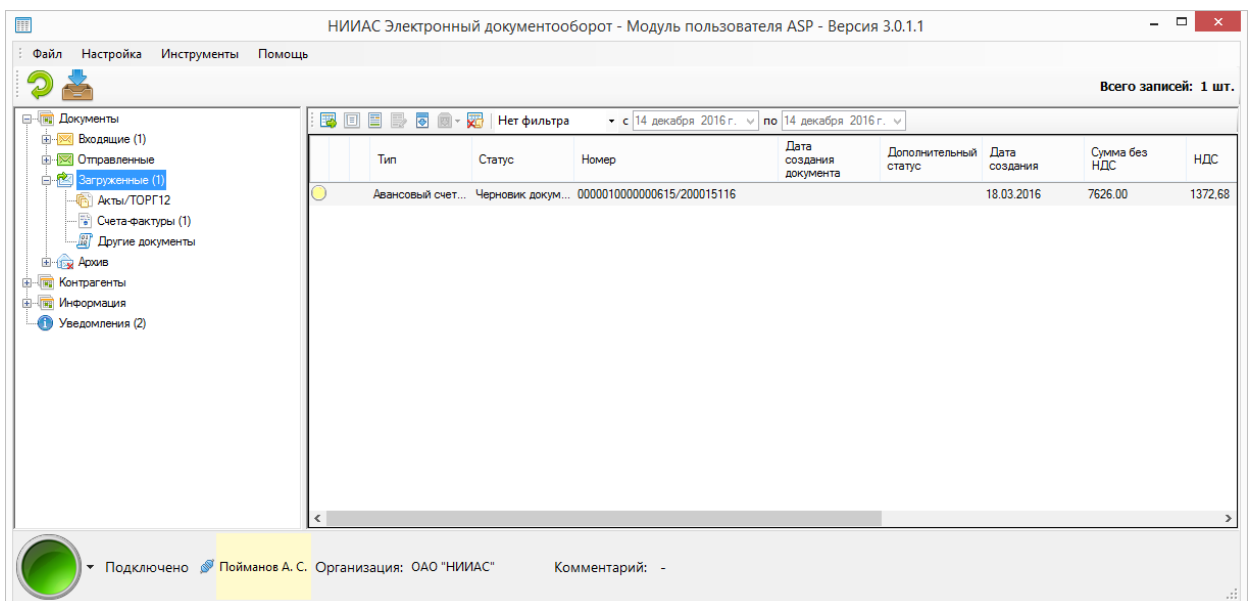 НИИАС Электронный документооборот - Модуль пользователя ASP - Версия 3.0.1.1
Файл Настройка Инструменты Помощь
Всего записей: 1 шт.
Документы
Входящие (1)
Отправленные
Загруженные (1)
Акты/ТОРГ12
Счета-фактуры (1)
Другие документы
Архив
Контрагенты
Информация
Уведомления (2)
Нет фильтра с 14 декабря 2016 г. по 14 декабря 2016 г.
Тип Статус Номер Дата создания документа Дополнительный статус Дата создания Сумма без НДС НДС
Авансовый счет... Черновик докум... 0000010000000615/200015116 18.03.2016 7626.00 1372,68
Подключено Пойманов А. С. Организация: ОАО "НИИАС" Комментарий: -